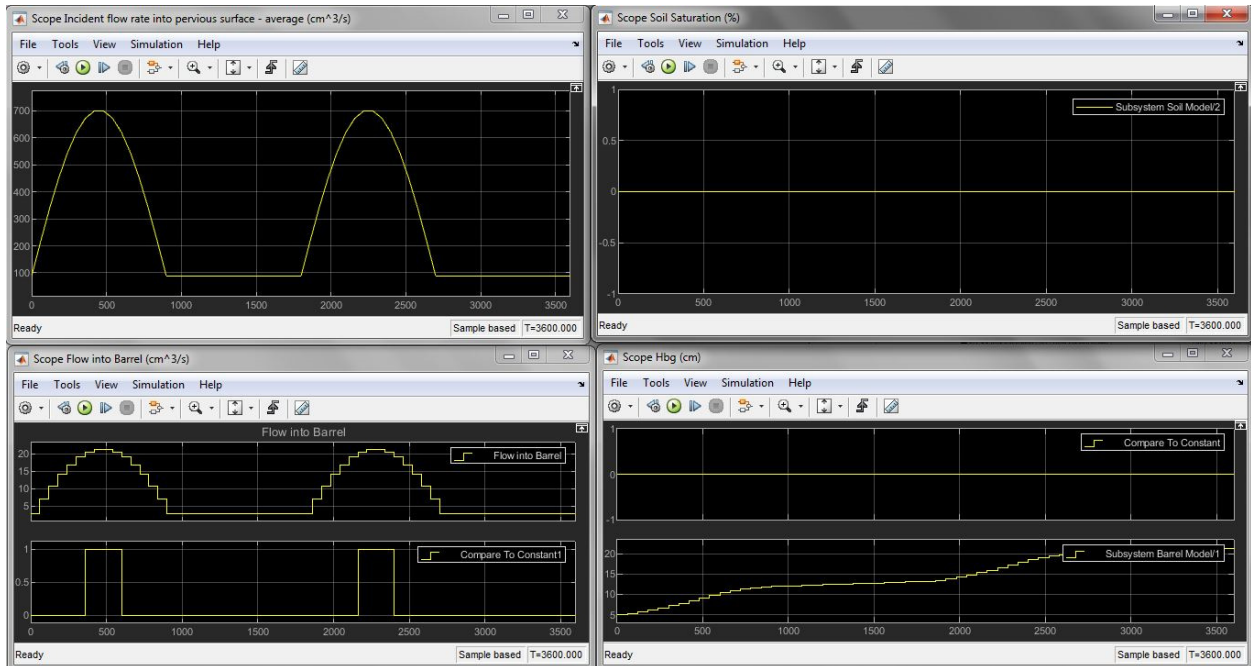 Scope Incident flow rate into pervious surface - average (cm^3/s)
File Tools View Simulation Help
700
600
500
400
300
200
100
0 500 1000 1500 2000 2500 3000 3500
Ready Sample based T=3600.000
Scope Soil Saturation (%)
File Tools View Simulation Help
1
0.5
0
-0.5
-1
Subsystem Soil Model/2
0 500 1000 1500 2000 2500 3000 3500
Ready Sample based T=3600.000
Scope Flow into Barrel (cm^3/s)
File Tools View Simulation Help
Flow into Barrel
20
15
10
5
Flow into Barrel
1
0.5
0
Compare To Constant1
0 500 1000 1500 2000 2500 3000 3500
Ready Sample based T=3600.000
Scope Hbg (cm)
File Tools View Simulation Help
1
0
-1
Compare To Constant
20
15
10
5
Subsystem Barrel Model/1
0 500 1000 1500 2000 2500 3000 3500
Ready Sample based T=3600.000